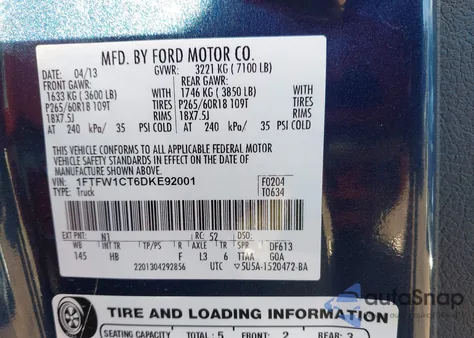 MFD. BY FORD MOTOR CO.
DATE: 04/13 GVWR: 3221 KG ( 7100 LB)
FRONT GAWR: REAR GAWR:
1633 KG ( 3600 LB) WITH 1746 KG ( 3850 LB) WITH
P265/60R18 109T TIRES P265/60R18 109T TIRES
18X7.5J RIMS 18X7.5J RIMS
AT 240 kPa/ 35 PSI COLD AT 240 kPa/ 35 PSI COLD
THIS VEHICLE CONFORMS TO ALL APPLICABLE FEDERAL MOTOR
VEHICLE SAFETY STANDARDS IN EFFECT ON THE DATE OF
MANUFACTURE SHOWN ABOVE.
VIN: 1FTFW1CT6DKE92001 F0204
TYPE: Truck T0634
EXT PNT: N1 RC: 52 DSO:
WB INT TR TP/PS R AXLE TR SPR DF613
145 HB F L3 6 TTAA G0A
2201304292856 UTC 5U5A-1520472-BA
TIRE AND LOADING INFORMATION
SEATING CAPACITY TOTAL: 5 FRONT: 2 REAR: 3
autoSnap